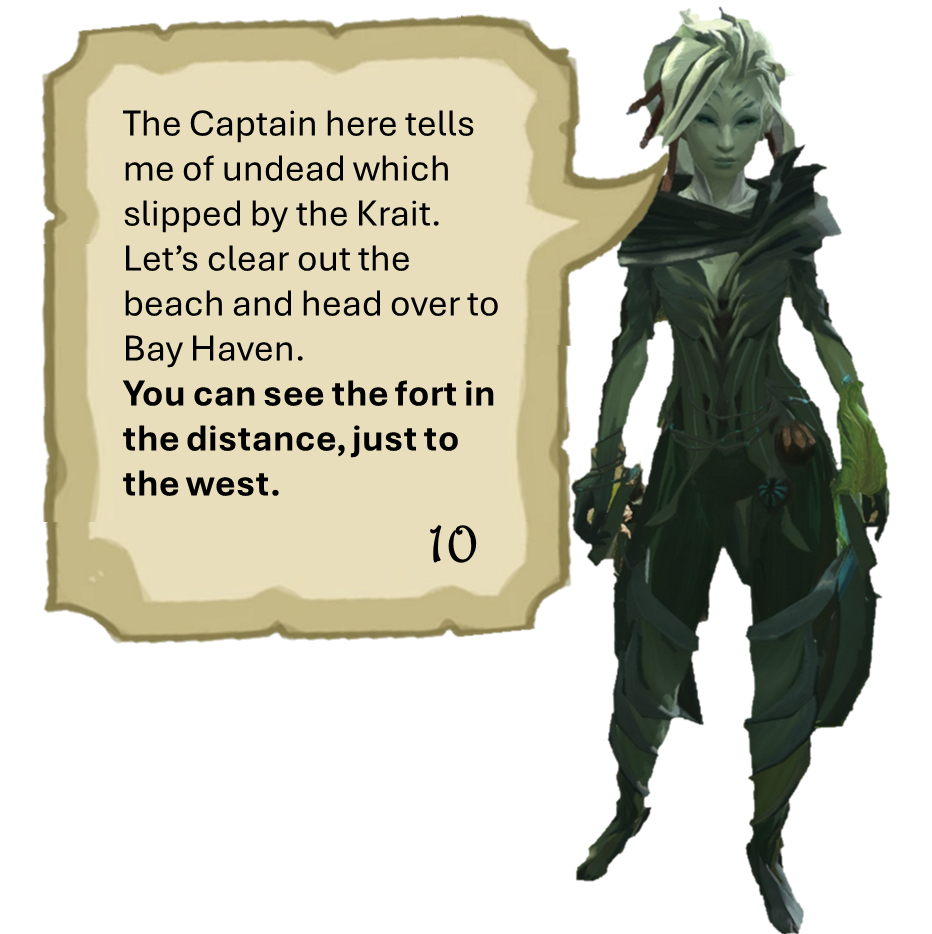 The Captain here tells
me of undead which
slipped by the Krait.
Let’s clear out the
beach and head over to
Bay Haven.
You can see the fort in
the distance, just to
the west.
10